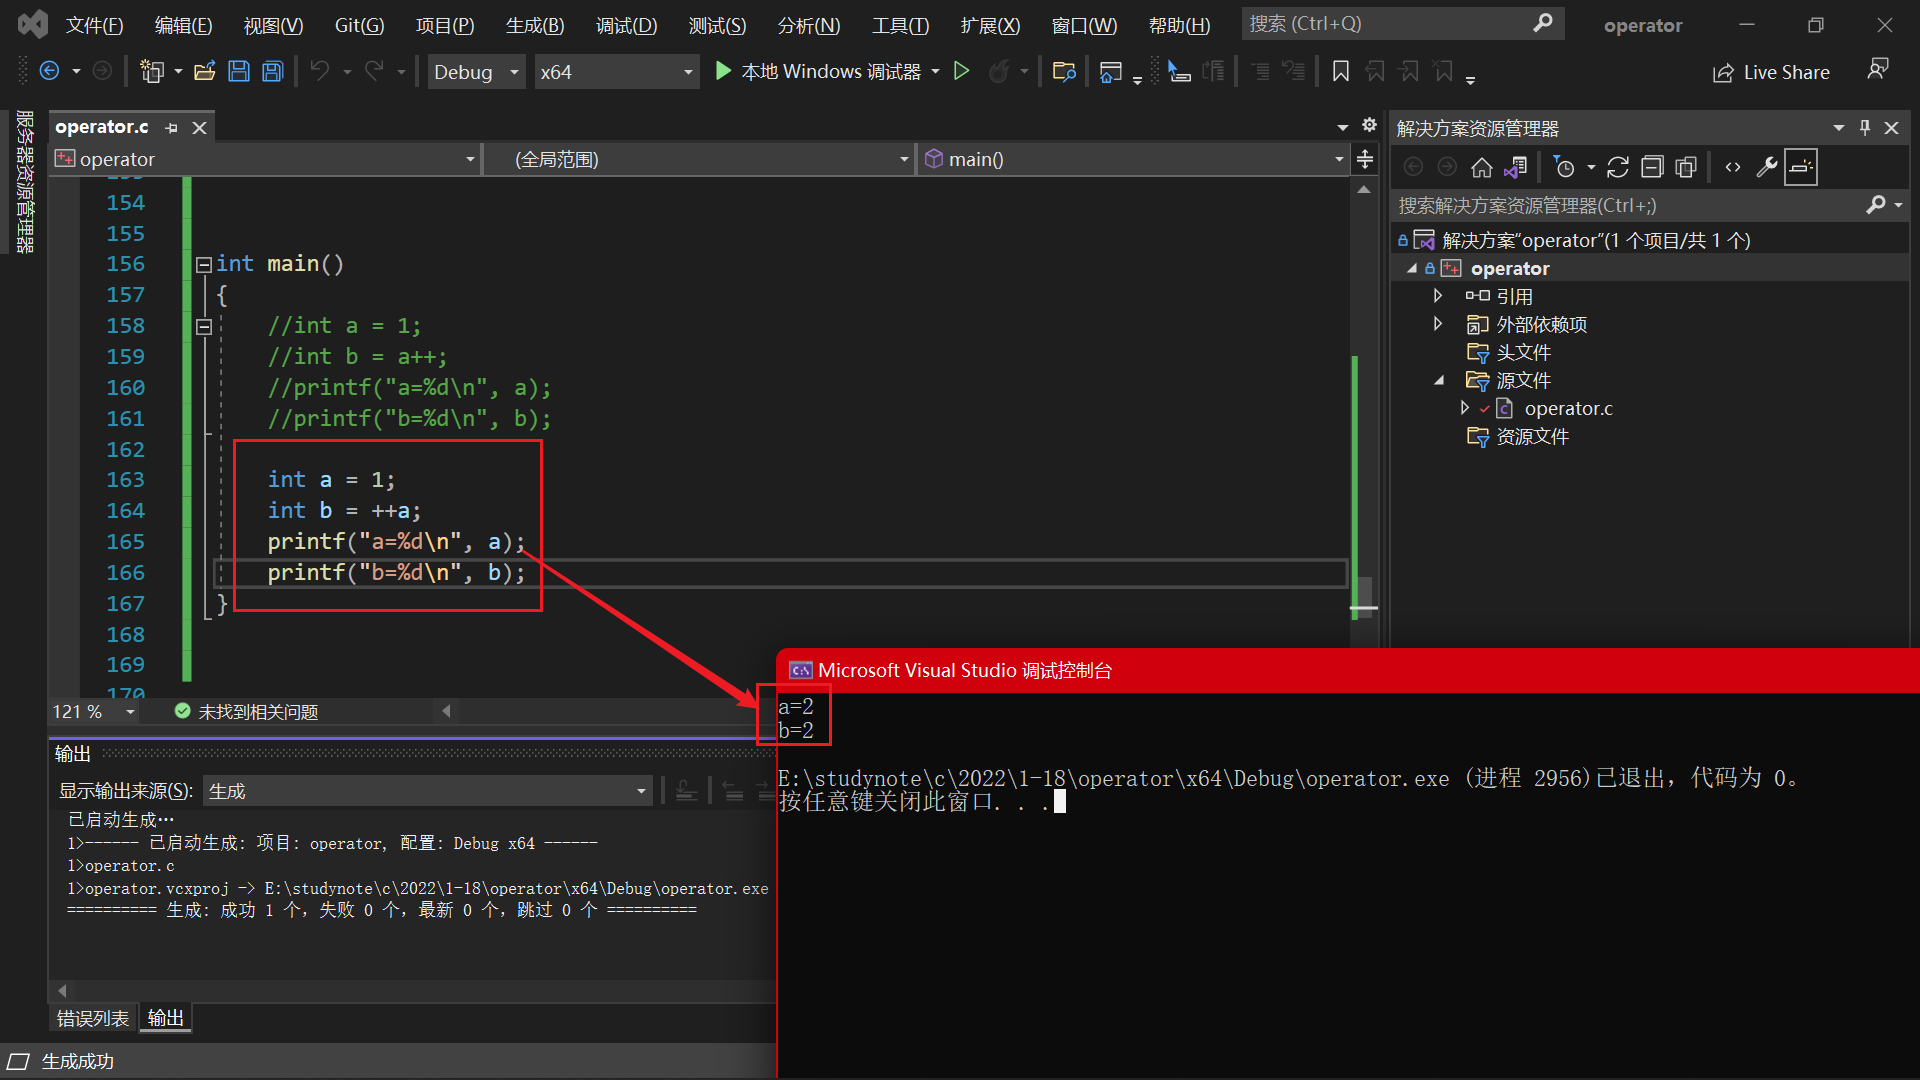 文件(F) 编辑(E) 视图(V) Git(G) 项目(P) 生成(B) 调试(D) 测试(S) 分析(N) 工具(T) 扩展(X) 窗口(W) 帮助(H) 搜索 (Ctrl+Q) operator
Debug x64 本地 Windows 调试器 Live Share
服务器资源管理器
operator.c
operator (全局范围) main()
154
155
156 int main()
157 {
158 //int a = 1;
159 //int b = a++;
160 //printf("a=%d\n", a);
161 //printf("b=%d\n", b);
162
163 int a = 1;
164 int b = ++a;
165 printf("a=%d\n", a);
166 printf("b=%d\n", b);
167 }
168
169
170
121 % 未找到相关问题
输出
显示输出来源(S): 生成
已启动生成…
1>------ 已启动生成: 项目: operator, 配置: Debug x64 ------
1>operator.c
1>operator.vcxproj -> E:\studynote\c\2022\1-18\operator\x64\Debug\operator.exe
========== 生成: 成功 1 个，失败 0 个，最新 0 个，跳过 0 个 ==========
错误列表 输出
生成成功
解决方案资源管理器
搜索解决方案资源管理器(Ctrl+;)
解决方案“operator”(1 个项目/共 1 个)
operator
引用
外部依赖项
头文件
源文件
operator.c
资源文件
Microsoft Visual Studio 调试控制台
a=2
b=2
E:\studynote\c\2022\1-18\operator\x64\Debug\operator.exe (进程 2956)已退出，代码为 0。
按任意键关闭此窗口. . .